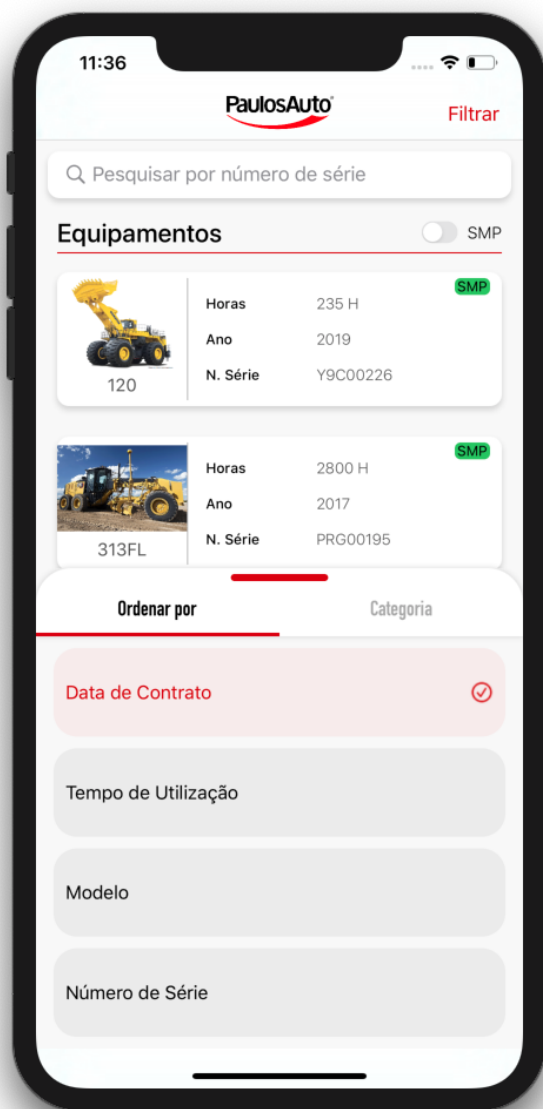 11:36
PaulosAuto
Filtrar
Pesquisar por número de série
Equipamentos
SMP
SMP
Horas 235 H
Ano 2019
N. Série Y9C00226
120
SMP
Horas 2800 H
Ano 2017
N. Série PRG00195
313FL
Ordenar por
Categoria
Data de Contrato
Tempo de Utilização
Modelo
Número de Série